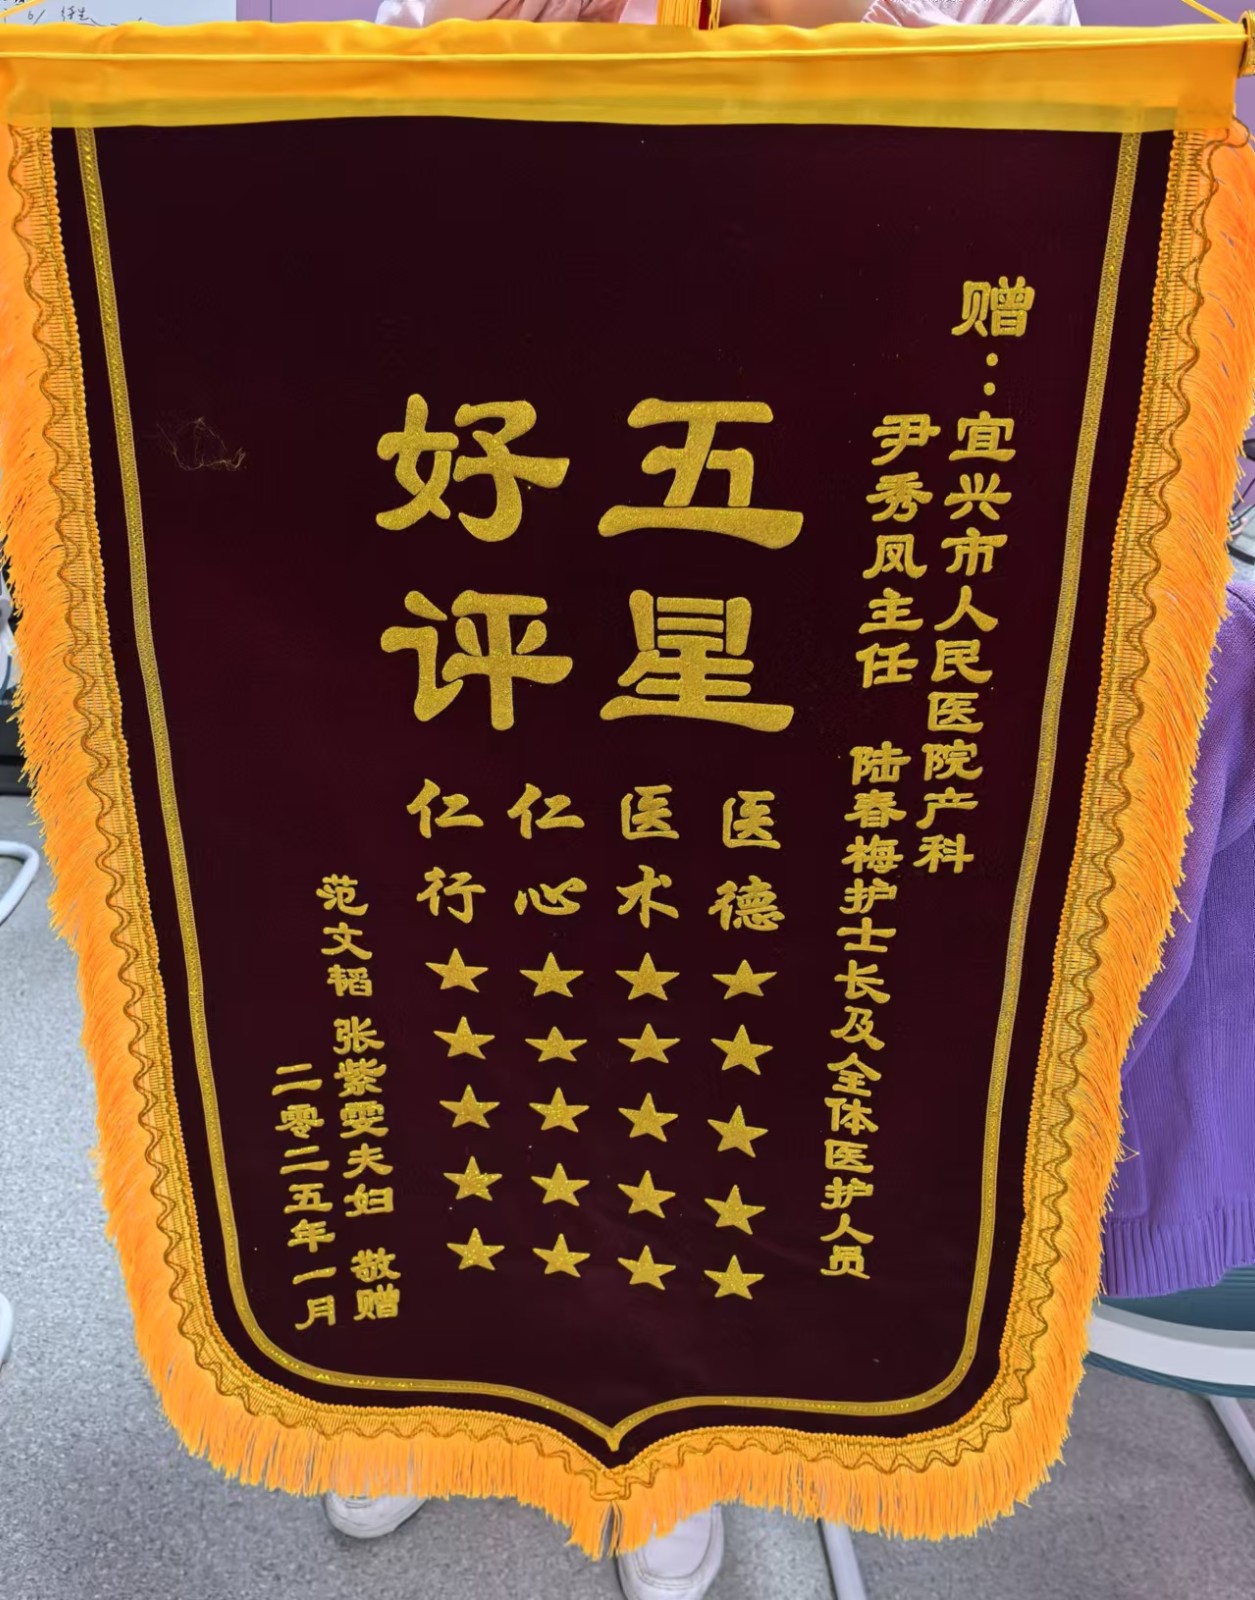 赠：宜兴市人民医院产科
尹秀凤主任 陆春梅护士长及全体医护人员
五星
好评
医德★★★★★
医术★★★★★
仁心★★★★★
仁行★★★★★
范文韬 张紫雯夫妇 敬赠
二零二五年一月